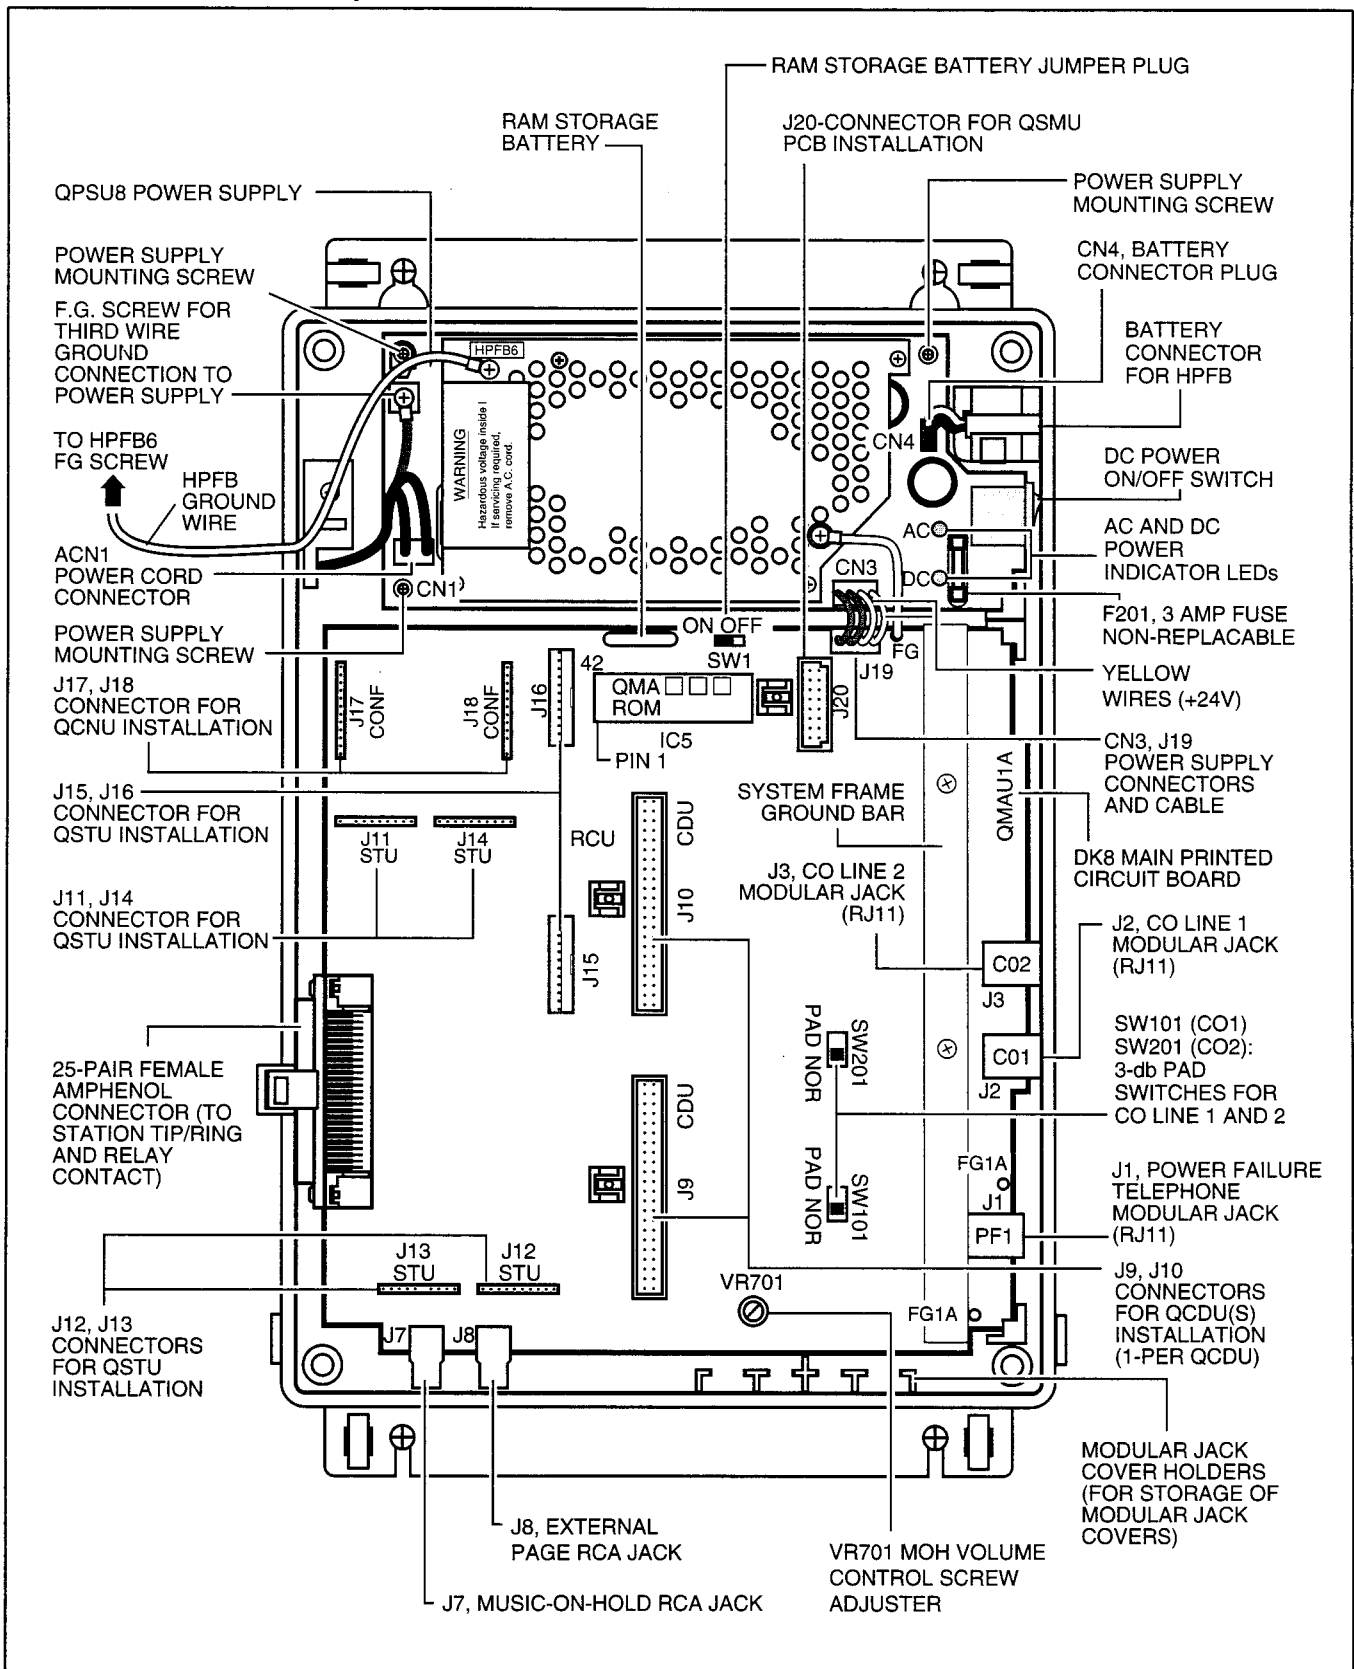 RAM STORAGE BATTERY JUMPER PLUG
RAM STORAGE
BATTERY
J20-CONNECTOR FOR QSMU
PCB INSTALLATION
QPSU8 POWER SUPPLY
POWER SUPPLY
MOUNTING SCREW
POWER SUPPLY
MOUNTING SCREW
CN4, BATTERY
CONNECTOR PLUG
F.G. SCREW FOR
THIRD WIRE
GROUND
CONNECTION TO
POWER SUPPLY
BATTERY
CONNECTOR
FOR HPFB
HPFB6
WARNING
Hazardous voltage inside I
If servicing required,
remove A.C. cord.
CN4
TO HPFB6
FG SCREW
HPFB
GROUND
WIRE
DC POWER
ON/OFF SWITCH
AC
DC
AC AND DC
POWER
INDICATOR LEDs
ACN1
POWER CORD
CONNECTOR
CN1
CN3
F201, 3 AMP FUSE
NON-REPLACABLE
POWER SUPPLY
MOUNTING SCREW
ON OFF
SW1
FG
J19
YELLOW
WIRES (+24V)
J17, J18
CONNECTOR FOR
QCNU INSTALLATION
J17
CONF
J18
CONF
J16
42
QMA
ROM
IC5
PIN 1
J20
CN3, J19
POWER SUPPLY
CONNECTORS
AND CABLE
J15, J16
CONNECTOR FOR
QSTU INSTALLATION
SYSTEM FRAME
GROUND BAR
QMAU1A
J11
STU
J14
STU
RCU
CDU
J10
J3, CO LINE 2
MODULAR JACK
(RJ11)
DK8 MAIN PRINTED
CIRCUIT BOARD
J11, J14
CONNECTOR FOR
QSTU INSTALLATION
J15
C02
J3
J2, CO LINE 1
MODULAR JACK
(RJ11)
C01
J2
SW201
PAD NOR
SW101 (CO1)
SW201 (CO2):
3-db PAD
SWITCHES FOR
CO LINE 1 AND 2
25-PAIR FEMALE
AMPHENOL
CONNECTOR (TO
STATION TIP/RING
AND RELAY
CONTACT)
CDU
J9
SW101
PAD NOR
FG1A
J1
PF1
J1, POWER FAILURE
TELEPHONE
MODULAR JACK
(RJ11)
J13
STU
J12
STU
VR701
FG1A
J9, J10
CONNECTORS
FOR QCDU(S)
INSTALLATION
(1-PER QCDU)
J12, J13
CONNECTORS
FOR QSTU
INSTALLATION
J7
J8
MODULAR JACK
COVER HOLDERS
(FOR STORAGE OF
MODULAR JACK
COVERS)
J8, EXTERNAL
PAGE RCA JACK
VR701 MOH VOLUME
CONTROL SCREW
ADJUSTER
J7, MUSIC-ON-HOLD RCA JACK